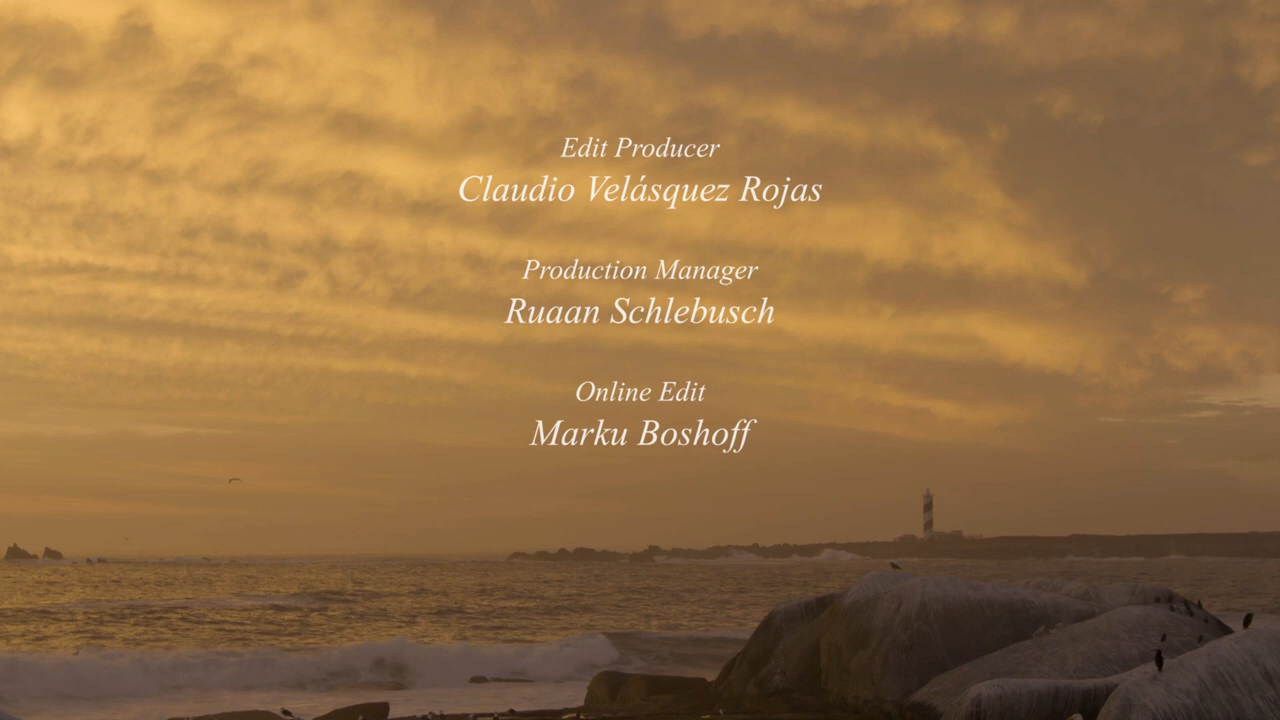 Edit Producer
Claudio Velásquez Rojas
Production Manager
Ruaan Schlebusch
Online Edit
Marku Boshoff